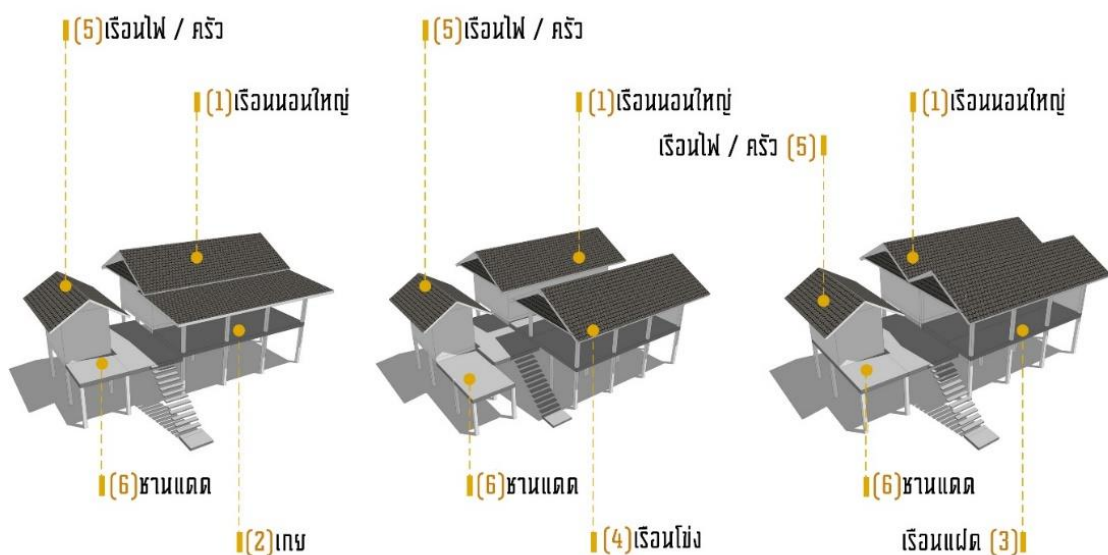 (5)เรือนไฟ / ครัว
(1)เรือนนอนใหญ่
(6)ชานแดด
(2)เกย
(5)เรือนไฟ / ครัว
(1)เรือนนอนใหญ่
(6)ชานแดด
(4)เรือนโข่ง
(1)เรือนนอนใหญ่
เรือนไฟ / ครัว (5)
(6)ชานแดด
เรือนแฝด (3)